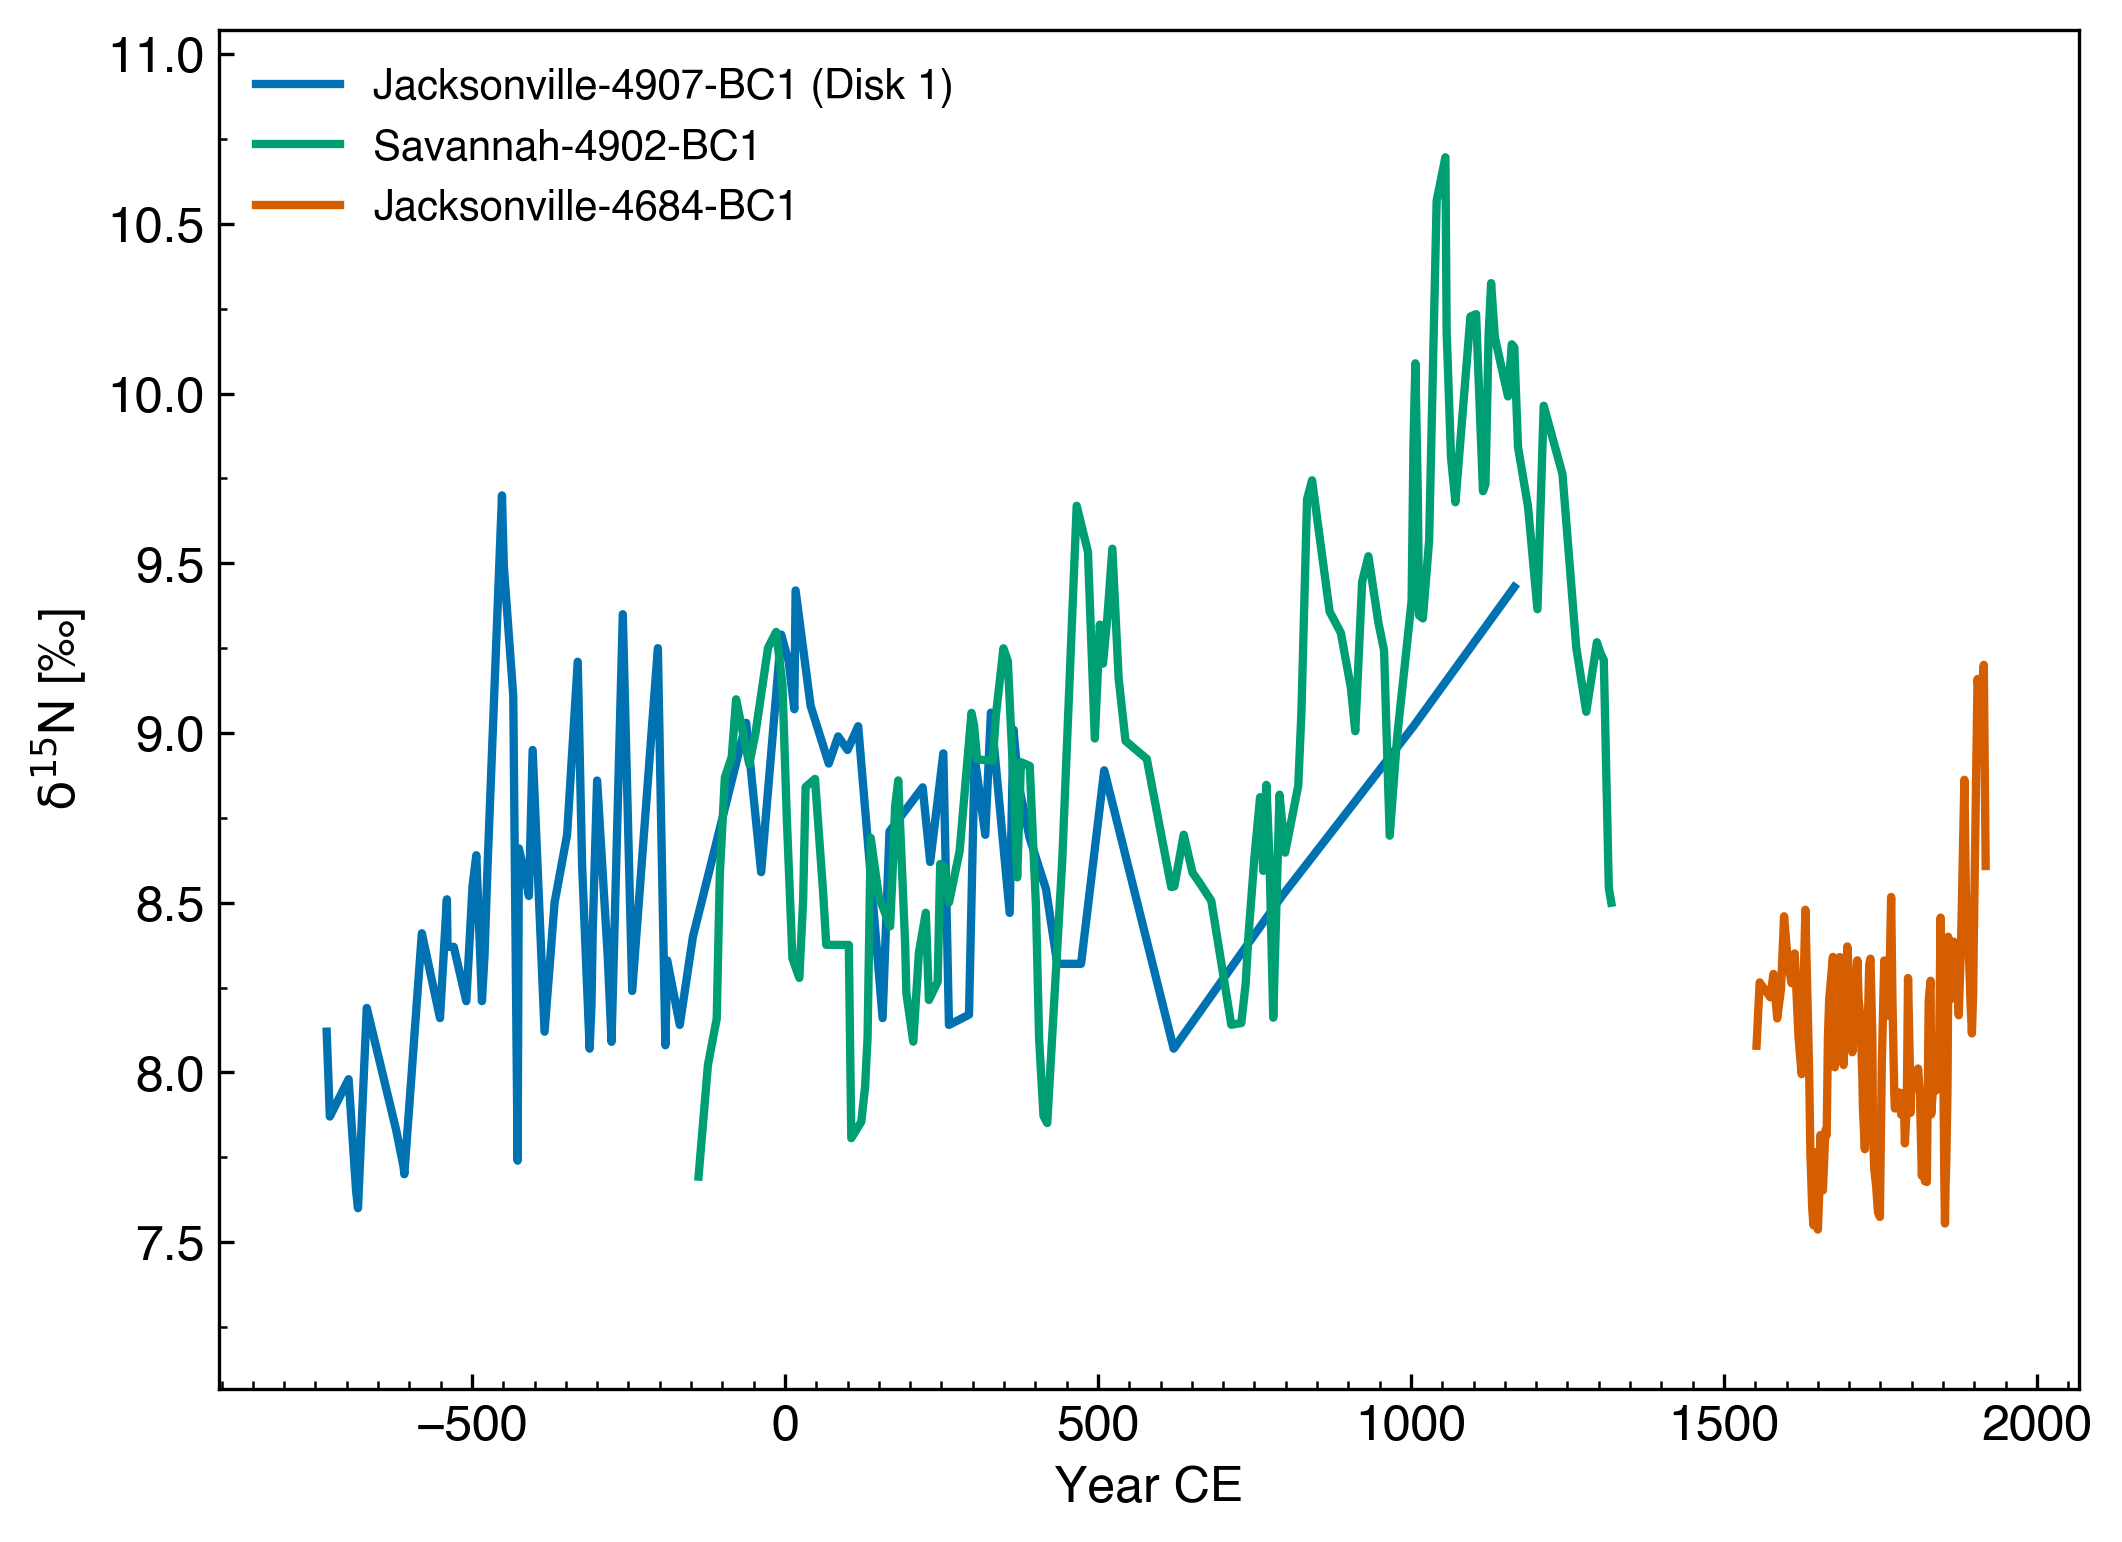 11.0
10.5
10.0
9.5
9.0
8.5
8.0
7.5
δ¹⁵N [‰]
Jacksonville-4907-BC1 (Disk 1)
Savannah-4902-BC1
Jacksonville-4684-BC1
−500 0 500 1000 1500 2000
Year CE